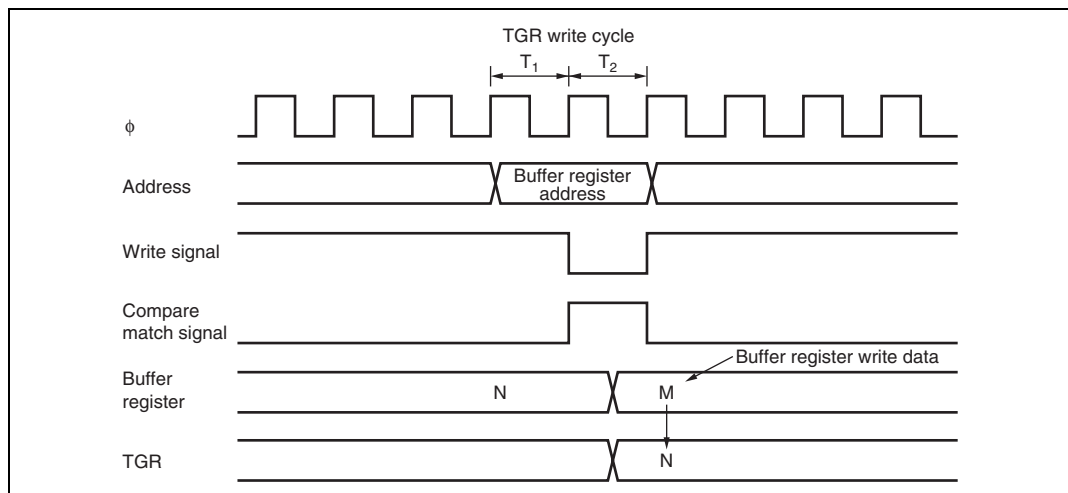 TGR write cycle
T1 T2
ϕ
Address
Buffer register
address
Write signal
Compare
match signal
Buffer register write data
Buffer
register
N M
TGR
N